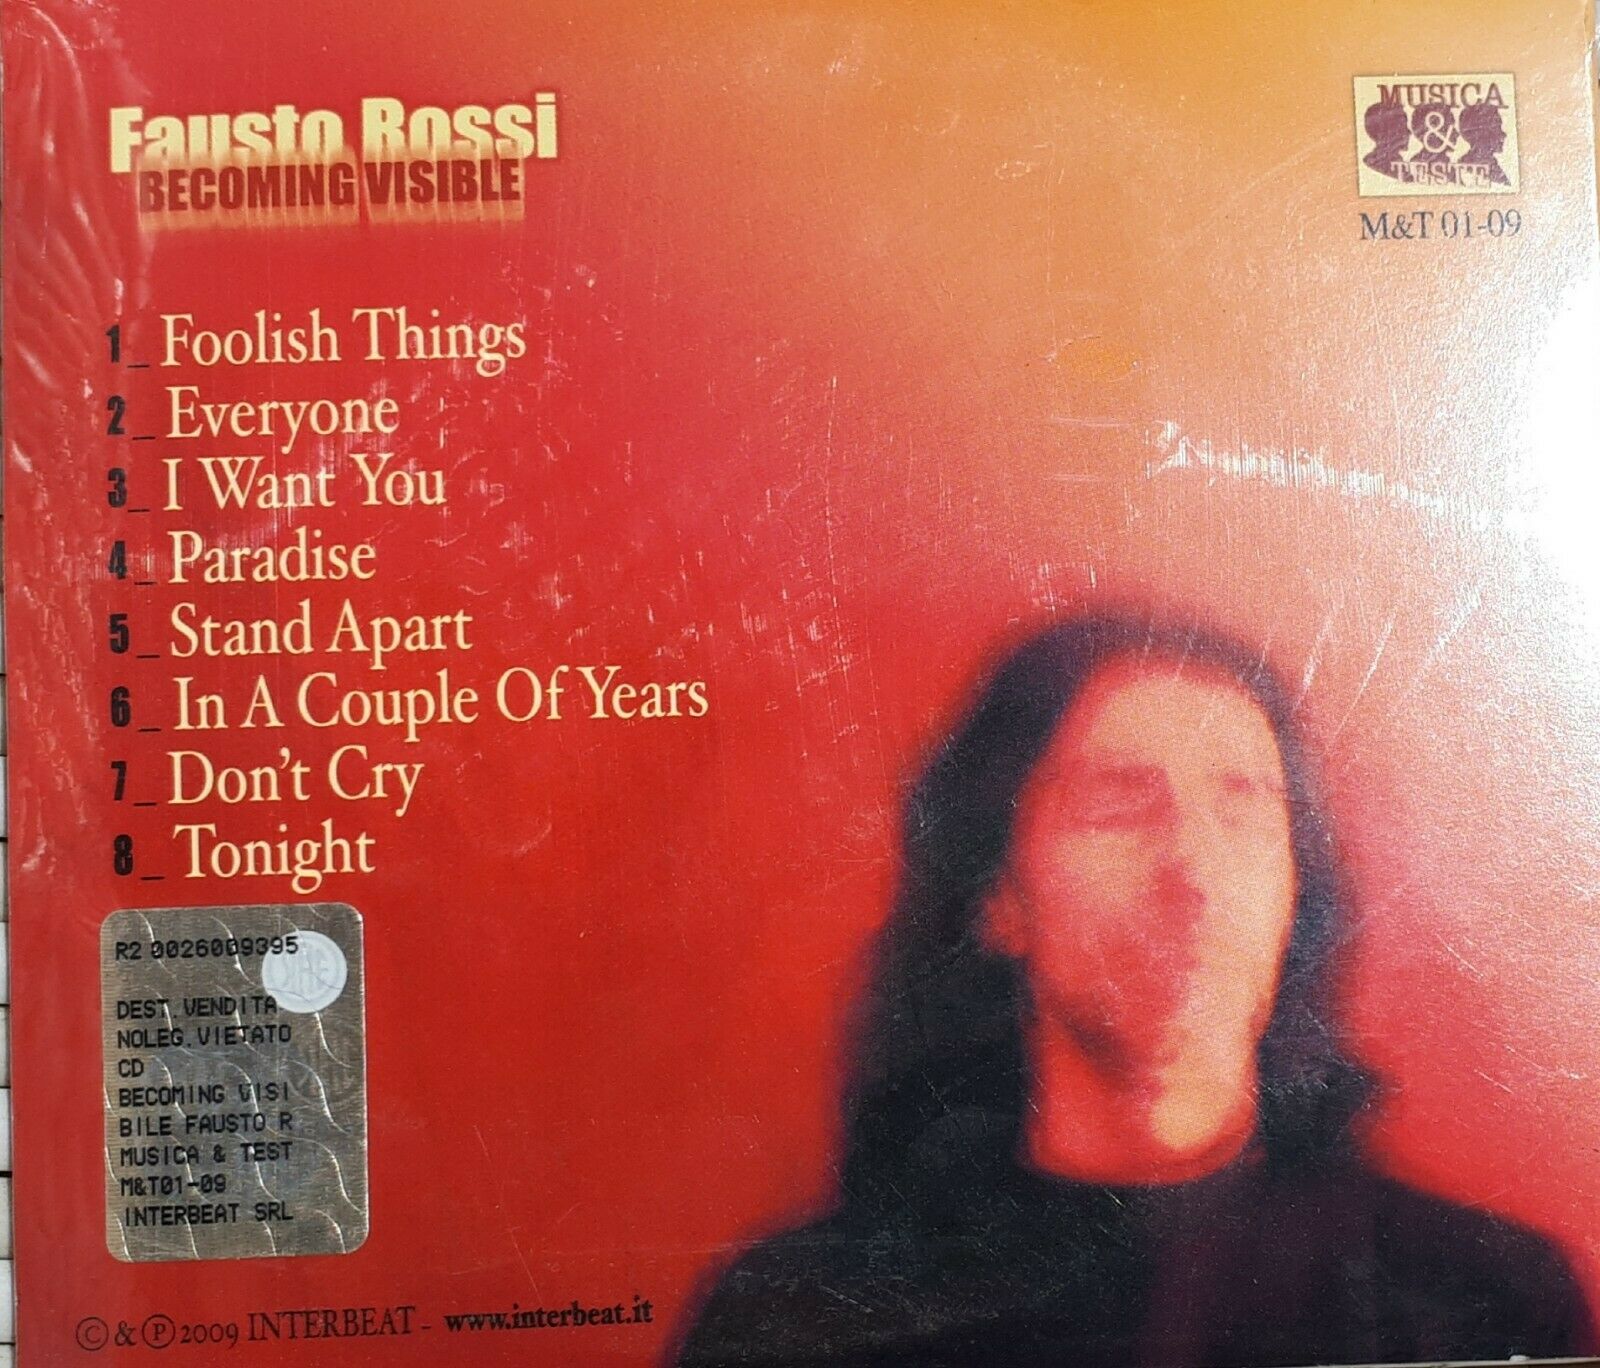 Fausto Rossi
BECOMING VISIBLE
MUSICA
&
TESTE
M&T 01-09
1_ Foolish Things
2_ Everyone
3_ I Want You
4_ Paradise
5_ Stand Apart
6_ In A Couple Of Years
7_ Don't Cry
8_ Tonight
R2 0026009395
DEST.VENDITA
NOLEG.VIETATO
CD
BECOMING VISI
BILE FAUSTO R
MUSICA & TEST
M&T01-09
INTERBEAT SRL
© & ℗ 2009 INTERBEAT - www.interbeat.it